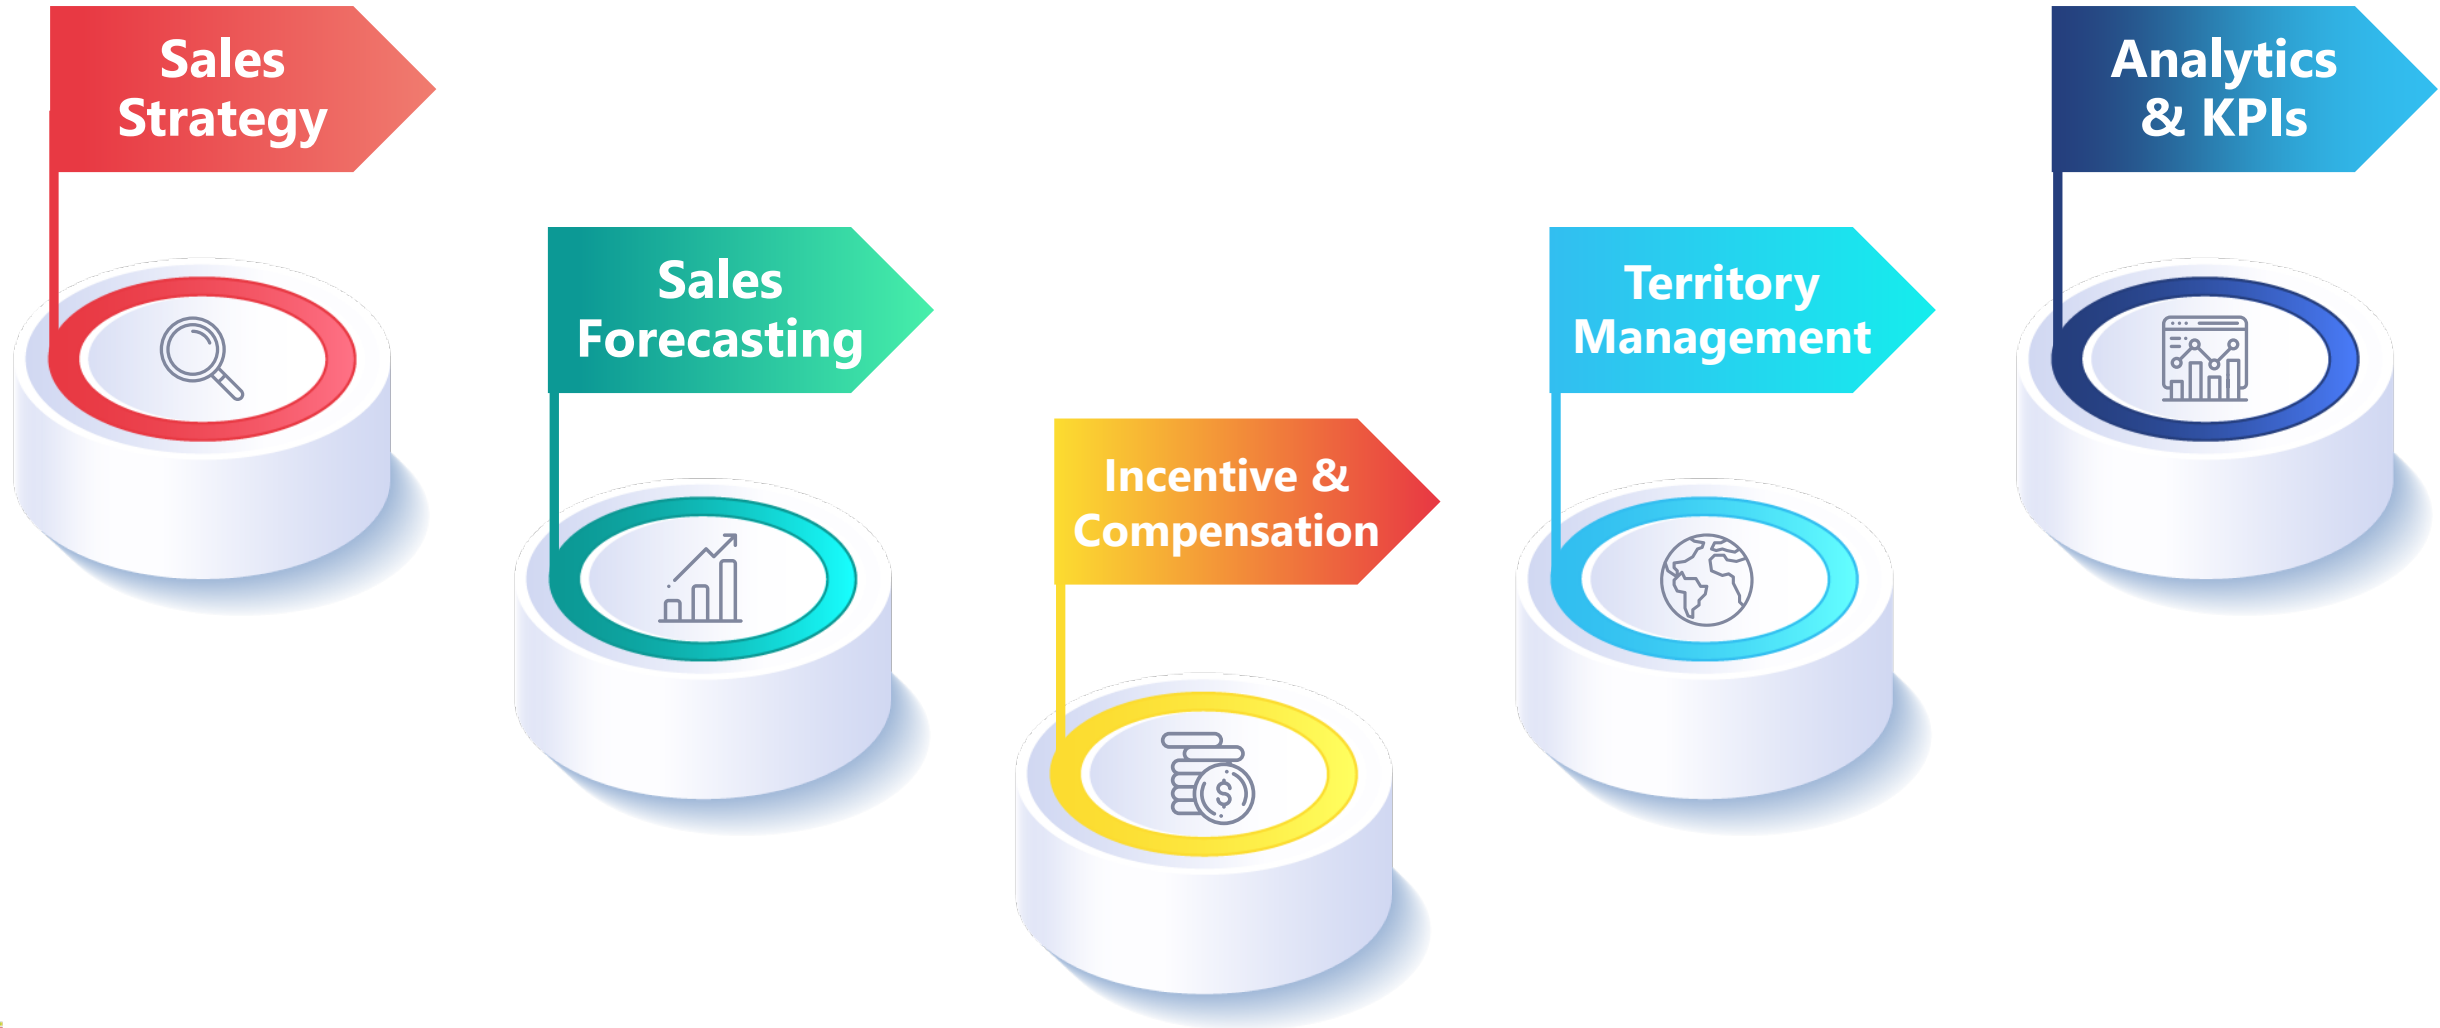 Sales
Strategy
Sales
Forecasting
Incentive &
Compensation
$
Territory
Management
Analytics
& KPIs